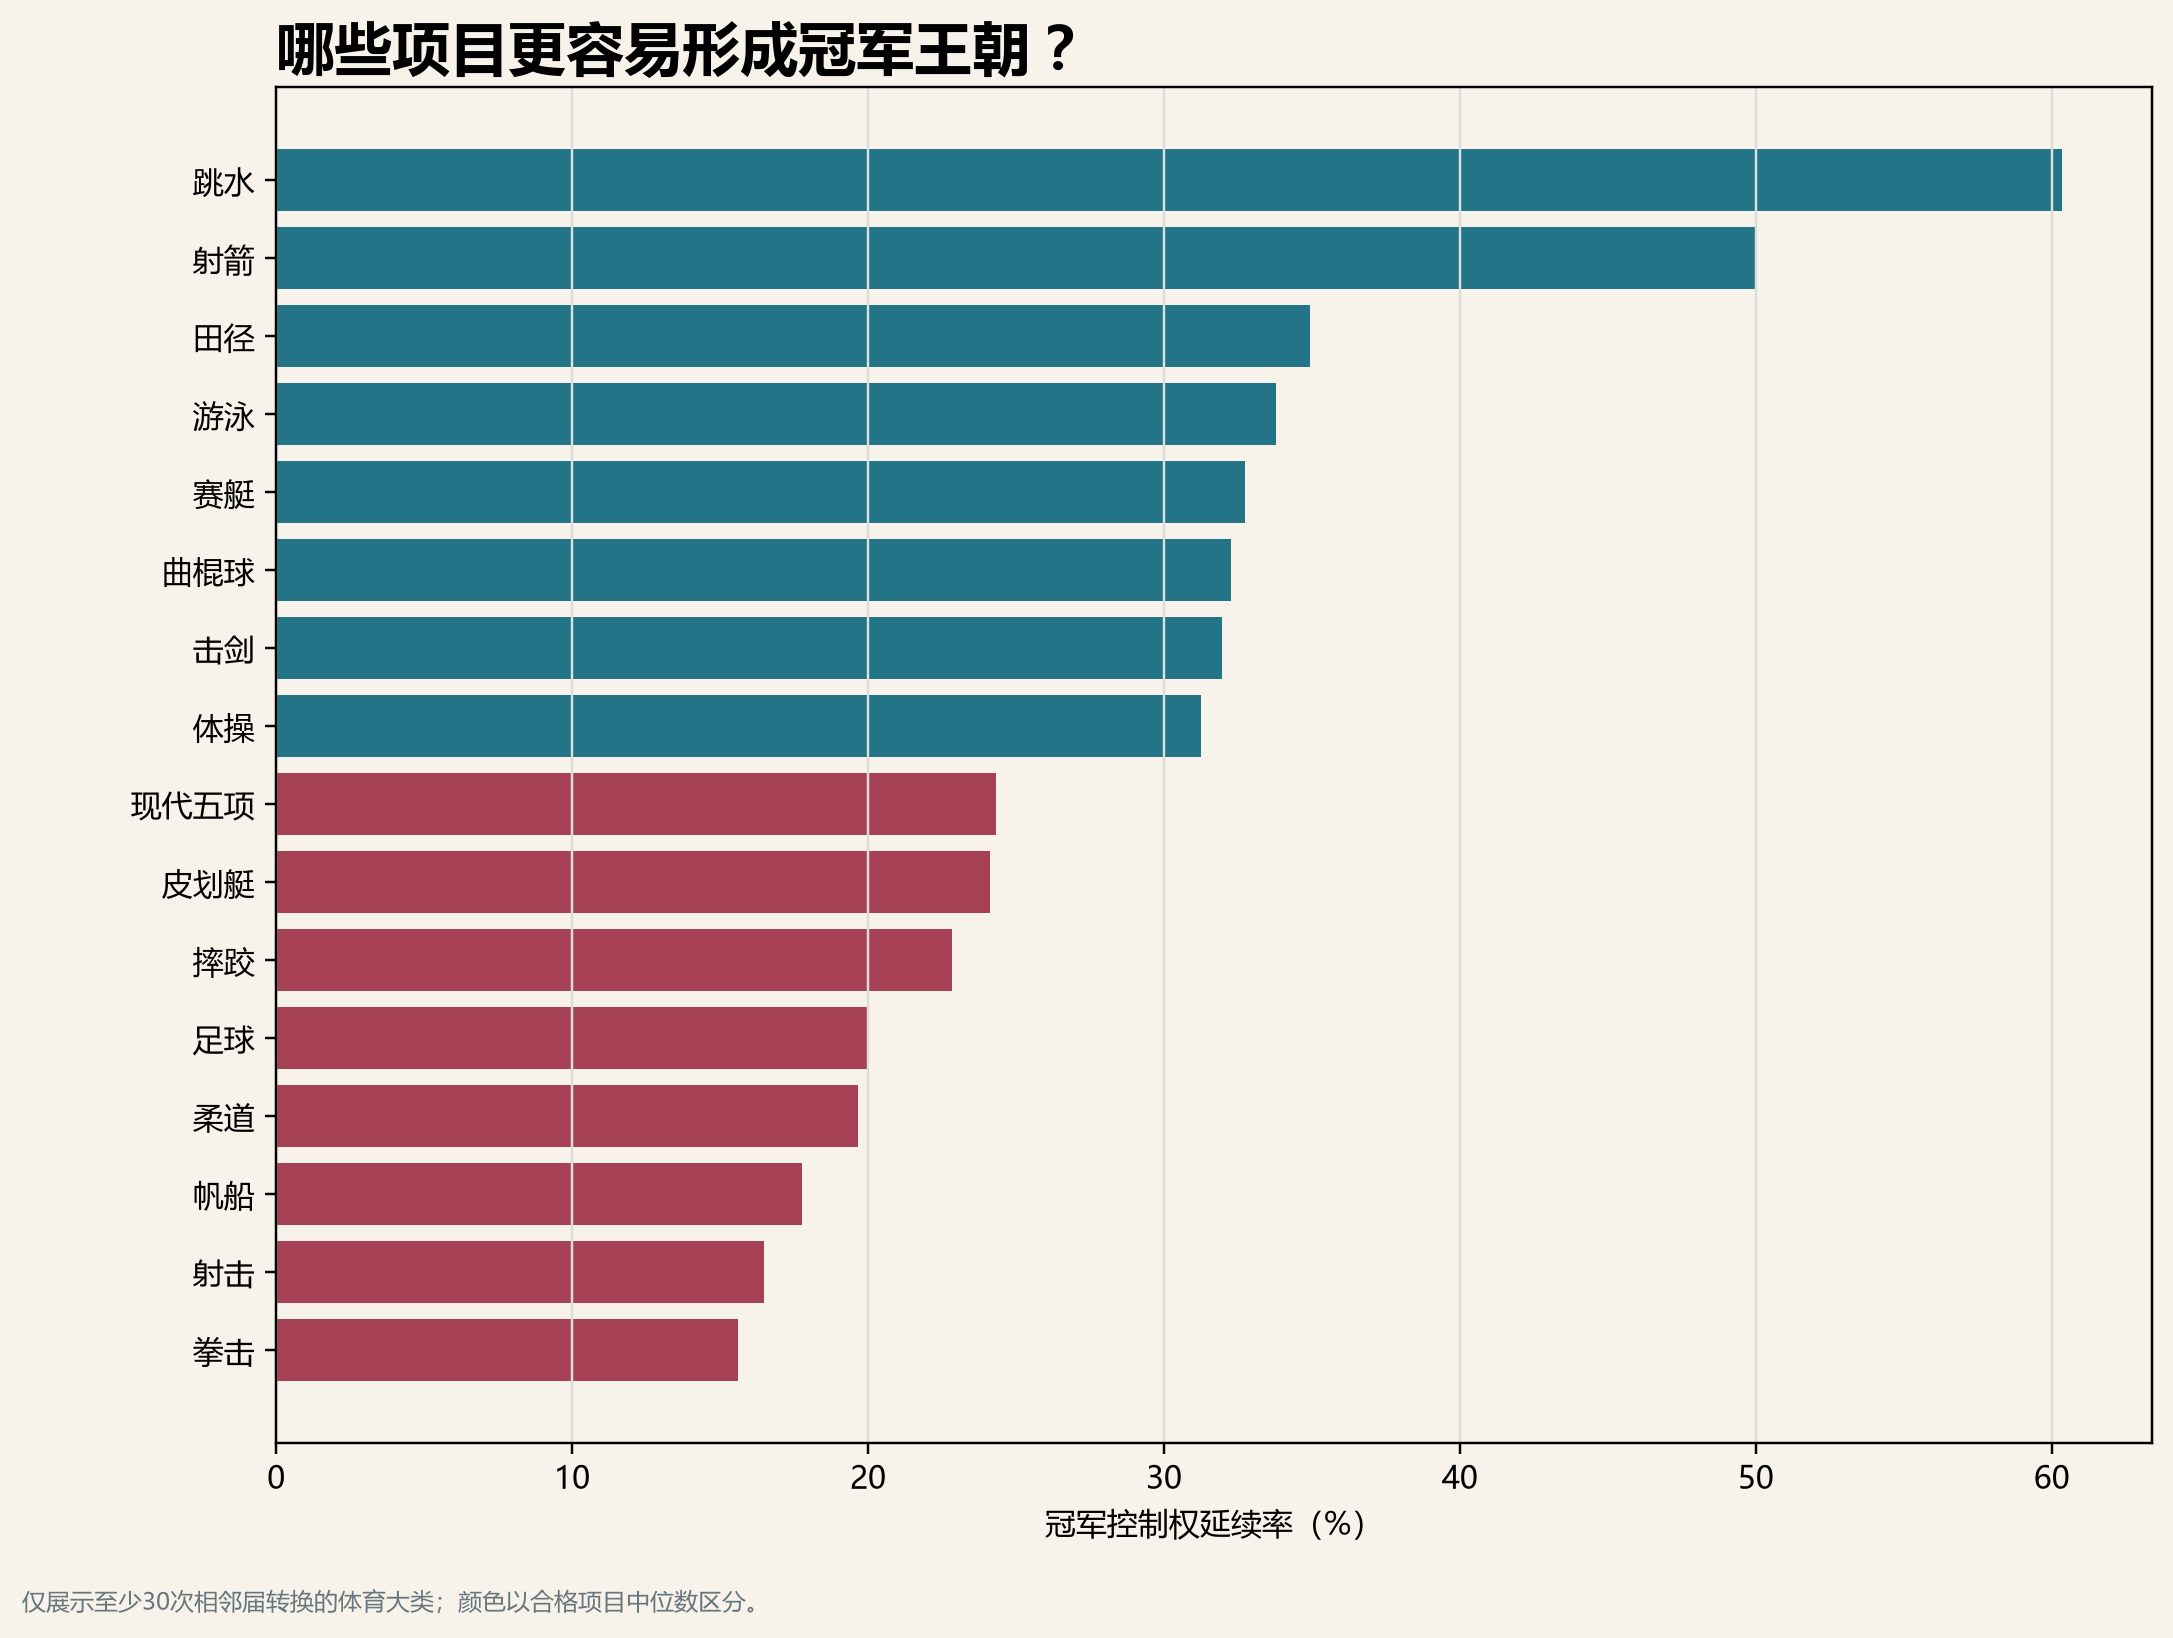 哪些项目更容易形成冠军王朝？
跳水
射箭
田径
游泳
赛艇
曲棍球
击剑
体操
现代五项
皮划艇
摔跤
足球
柔道
帆船
射击
拳击
0 10 20 30 40 50 60
冠军控制权延续率（%）
仅展示至少30次相邻届转换的体育大类；颜色以合格项目中位数区分。